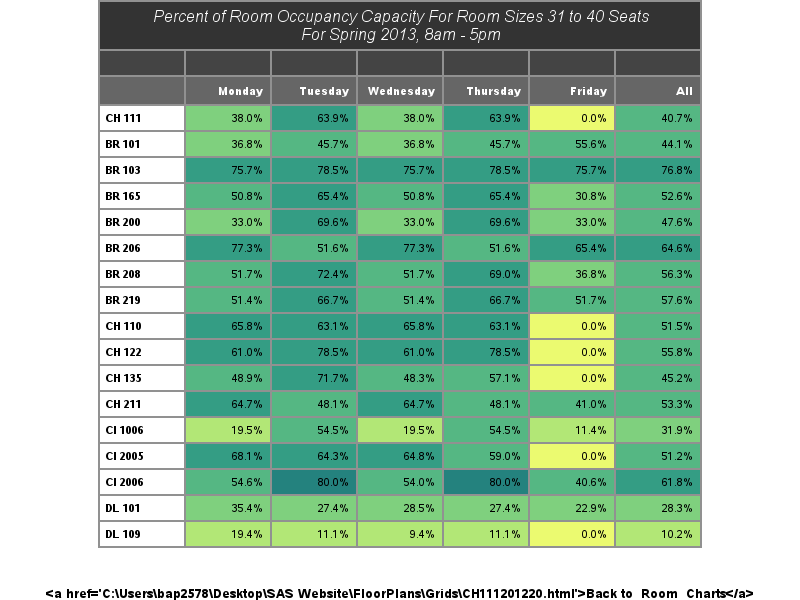 Percent of Room Occupancy Capacity For Room Sizes 31 to 40 Seats
For Spring 2013, 8am - 5pm
Monday Tuesday Wednesday Thursday Friday All
CH 111 38.0% 63.9% 38.0% 63.9% 0.0% 40.7%
BR 101 36.8% 45.7% 36.8% 45.7% 55.6% 44.1%
BR 103 75.7% 78.5% 75.7% 78.5% 75.7% 76.8%
BR 165 50.8% 65.4% 50.8% 65.4% 30.8% 52.6%
BR 200 33.0% 69.6% 33.0% 69.6% 33.0% 47.6%
BR 206 77.3% 51.6% 77.3% 51.6% 65.4% 64.6%
BR 208 51.7% 72.4% 51.7% 69.0% 36.8% 56.3%
BR 219 51.4% 66.7% 51.4% 66.7% 51.7% 57.6%
CH 110 65.8% 63.1% 65.8% 63.1% 0.0% 51.5%
CH 122 61.0% 78.5% 61.0% 78.5% 0.0% 55.8%
CH 135 48.9% 71.7% 48.3% 57.1% 0.0% 45.2%
CH 211 64.7% 48.1% 64.7% 48.1% 41.0% 53.3%
CI 1006 19.5% 54.5% 19.5% 54.5% 11.4% 31.9%
CI 2005 68.1% 64.3% 64.8% 59.0% 0.0% 51.2%
CI 2006 54.6% 80.0% 54.0% 80.0% 40.6% 61.8%
DL 101 35.4% 27.4% 28.5% 27.4% 22.9% 28.3%
DL 109 19.4% 11.1% 9.4% 11.1% 0.0% 10.2%
<a href='C:\Users\bap2578\Desktop\SAS Website\FloorPlans\Grids\CH111201220.html'>Back to Room Charts</a>